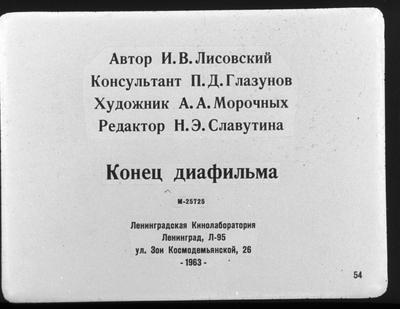 Автор И. В. Лисовский
Консультант П. Д. Глазунов
Художник А. А. Морочных
Редактор Н. Э. Славутина
Конец диафильма
М-25725
Ленинградская Кинолаборатория
Ленинград, Л-95
ул. Зои Космодемьянской, 26
- 1963 -
54